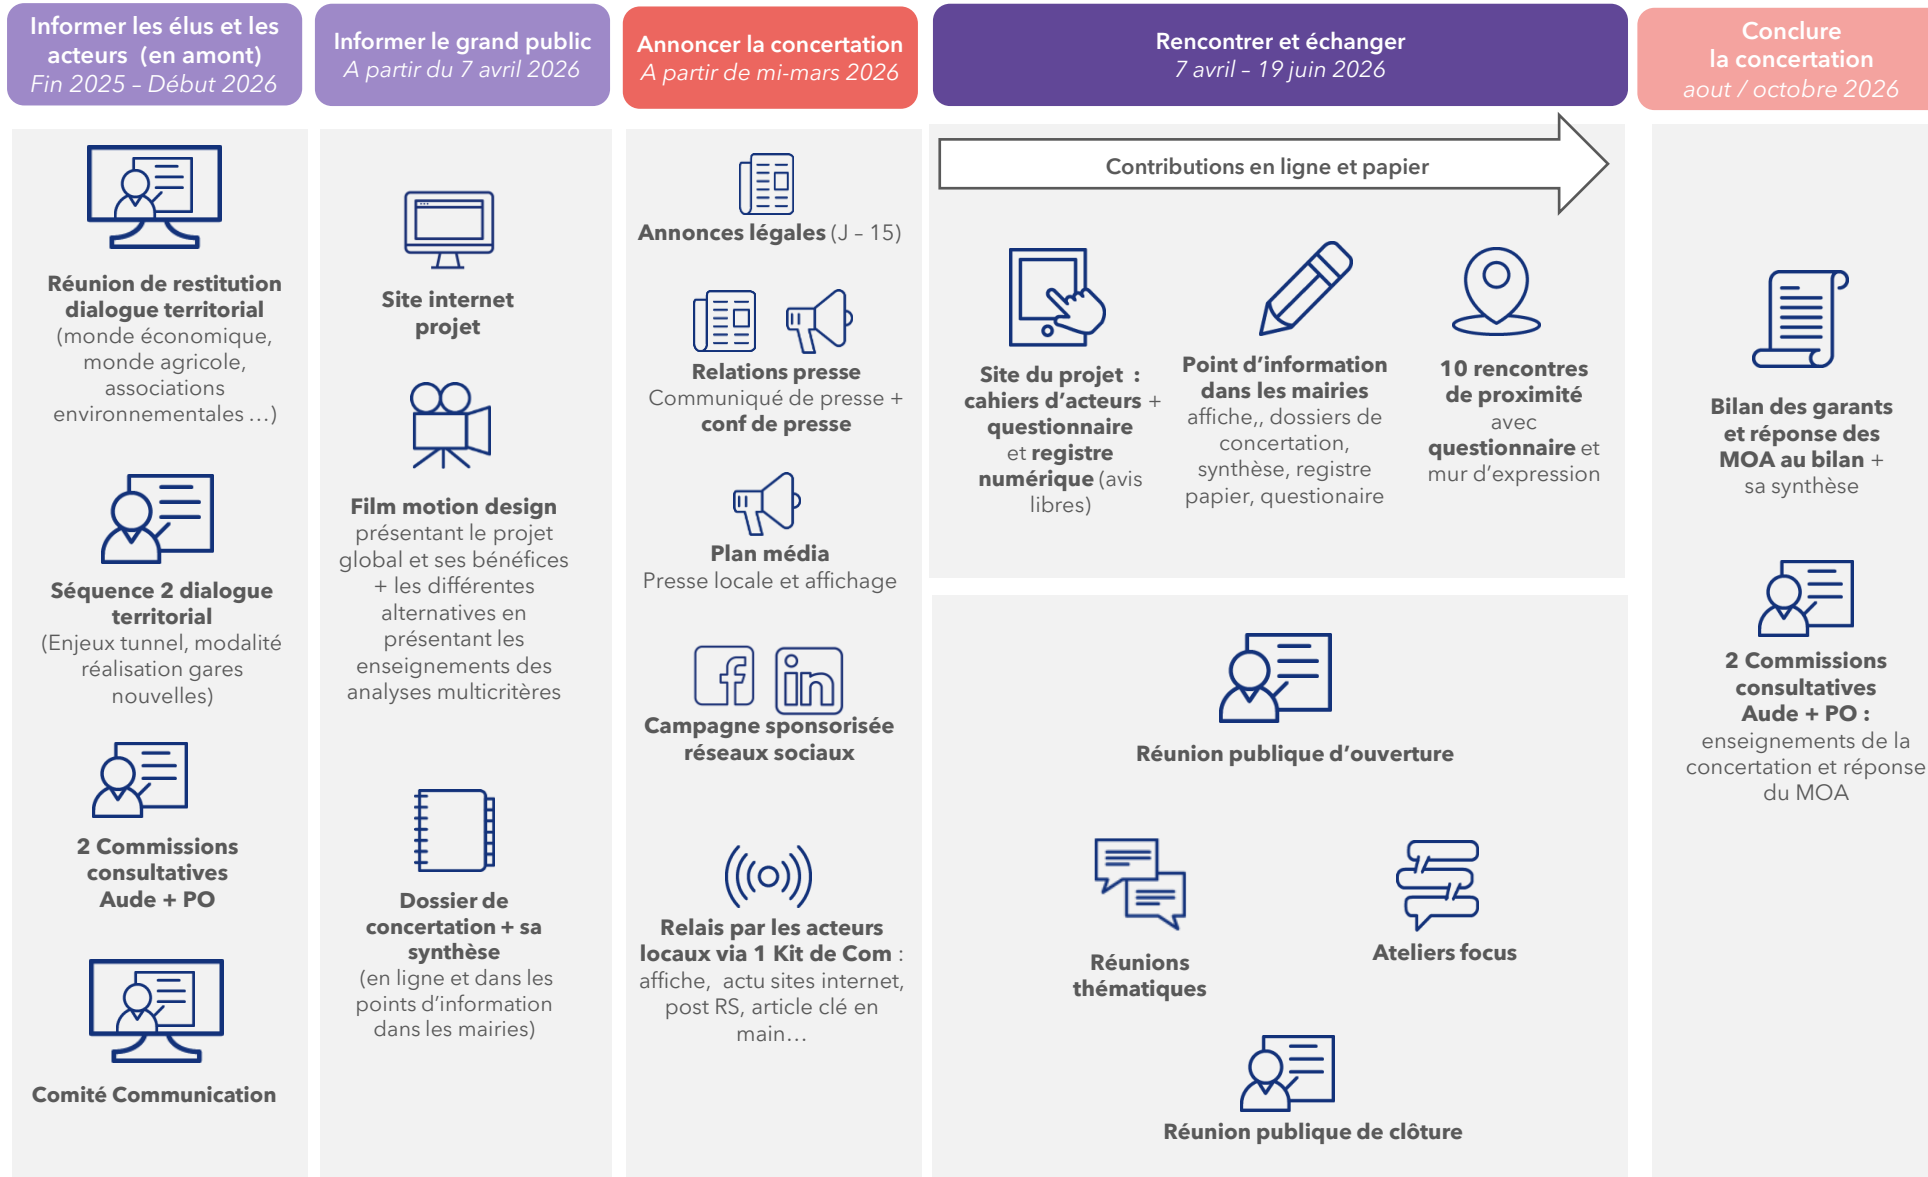 Informer les élus et les
acteurs  (en amont)
Fin 2025 – Début 2026
Réunion de restitution
dialogue territorial
(monde économique,
monde agricole,
associations
environnementales …)
Séquence 2 dialogue
territorial
(Enjeux tunnel, modalité
réalisation gares
nouvelles)
2 Commissions
consultatives
Aude + PO
Comité Communication
Informer le grand public
A partir du 7 avril 2026
Site internet
projet
Film motion design
présentant le projet
global et ses bénéfices
+ les différentes
alternatives en
présentant les
enseignements des
analyses multicritères
Dossier de
concertation + sa
synthèse
(en ligne et dans les
points d’information
dans les mairies)
Annoncer la concertation
A partir de mi-mars 2026
Annonces légales (J – 15)
Relations presse
Communiqué de presse +
conf de presse
Plan média
Presse locale et affichage
f in
Campagne sponsorisée
réseaux sociaux
Relais par les acteurs
locaux via 1 Kit de Com :
affiche,  actu sites internet,
post RS, article clé en
main…
Rencontrer et échanger
7 avril – 19 juin 2026
Contributions en ligne et papier
Site du projet  :
cahiers d’acteurs +
questionnaire
et registre
numérique (avis
libres)
Point d’information
dans les mairies
affiche,, dossiers de
concertation,
synthèse, registre
papier, questionaire
10 rencontres
de proximité
avec
questionnaire et
mur d’expression
Réunion publique d’ouverture
Réunions
thématiques
Ateliers focus
Réunion publique de clôture
Conclure
la concertation
aout / octobre 2026
Bilan des garants
et réponse des
MOA au bilan +
sa synthèse
2 Commissions
consultatives
Aude + PO :
enseignements de la
concertation et réponse
du MOA